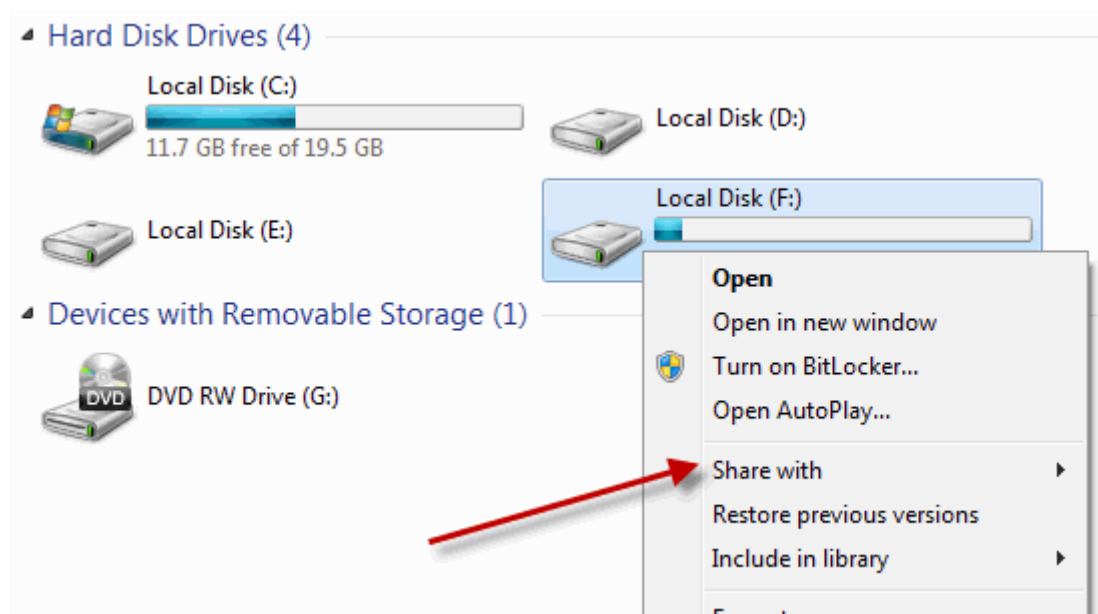 Hard Disk Drives (4)
Local Disk (C:)
11.7 GB free of 19.5 GB
Local Disk (D:)
Local Disk (E:)
Local Disk (F:)
Devices with Removable Storage (1)
DVD
DVD RW Drive (G:)
Open
Open in new window
Turn on BitLocker...
Open AutoPlay...
Share with
Restore previous versions
Include in library